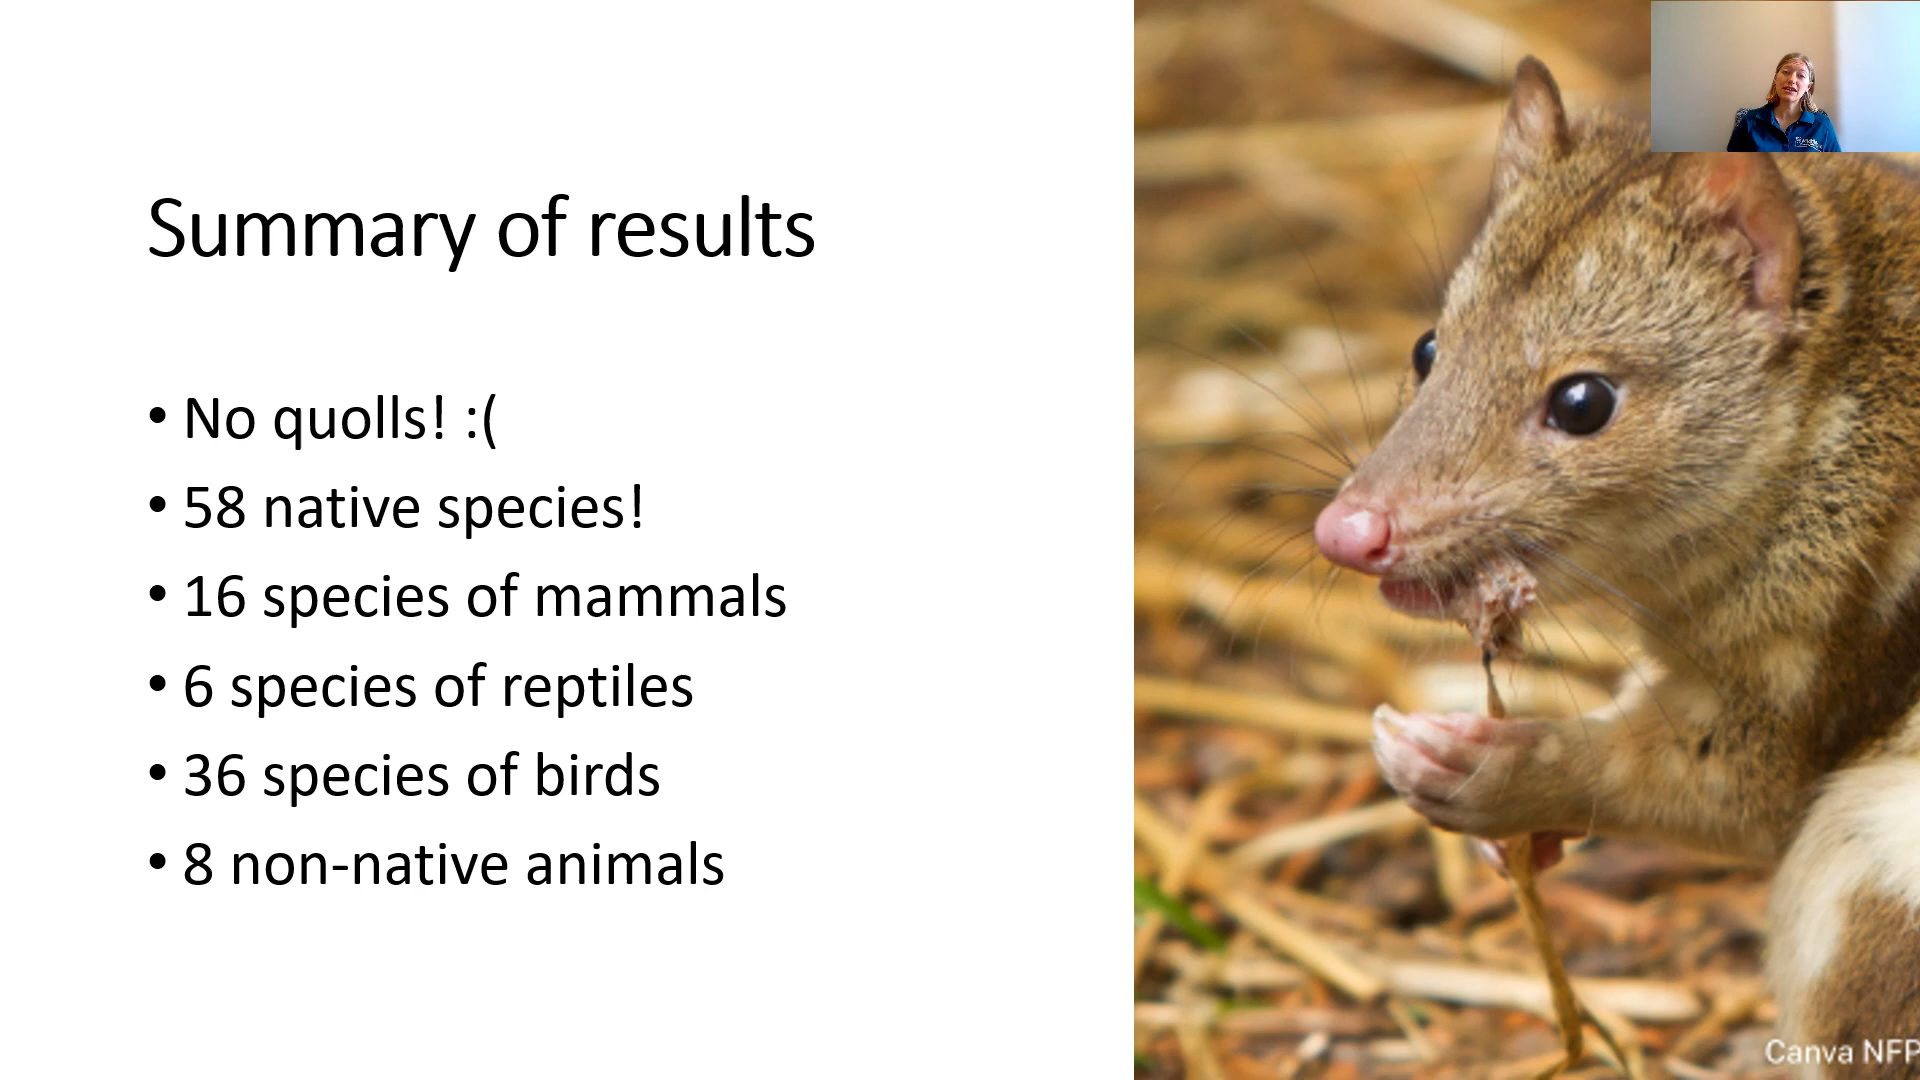 Summary of results
• No quolls! :(
• 58 native species!
• 16 species of mammals
• 6 species of reptiles
• 36 species of birds
• 8 non-native animals
Canva NFP